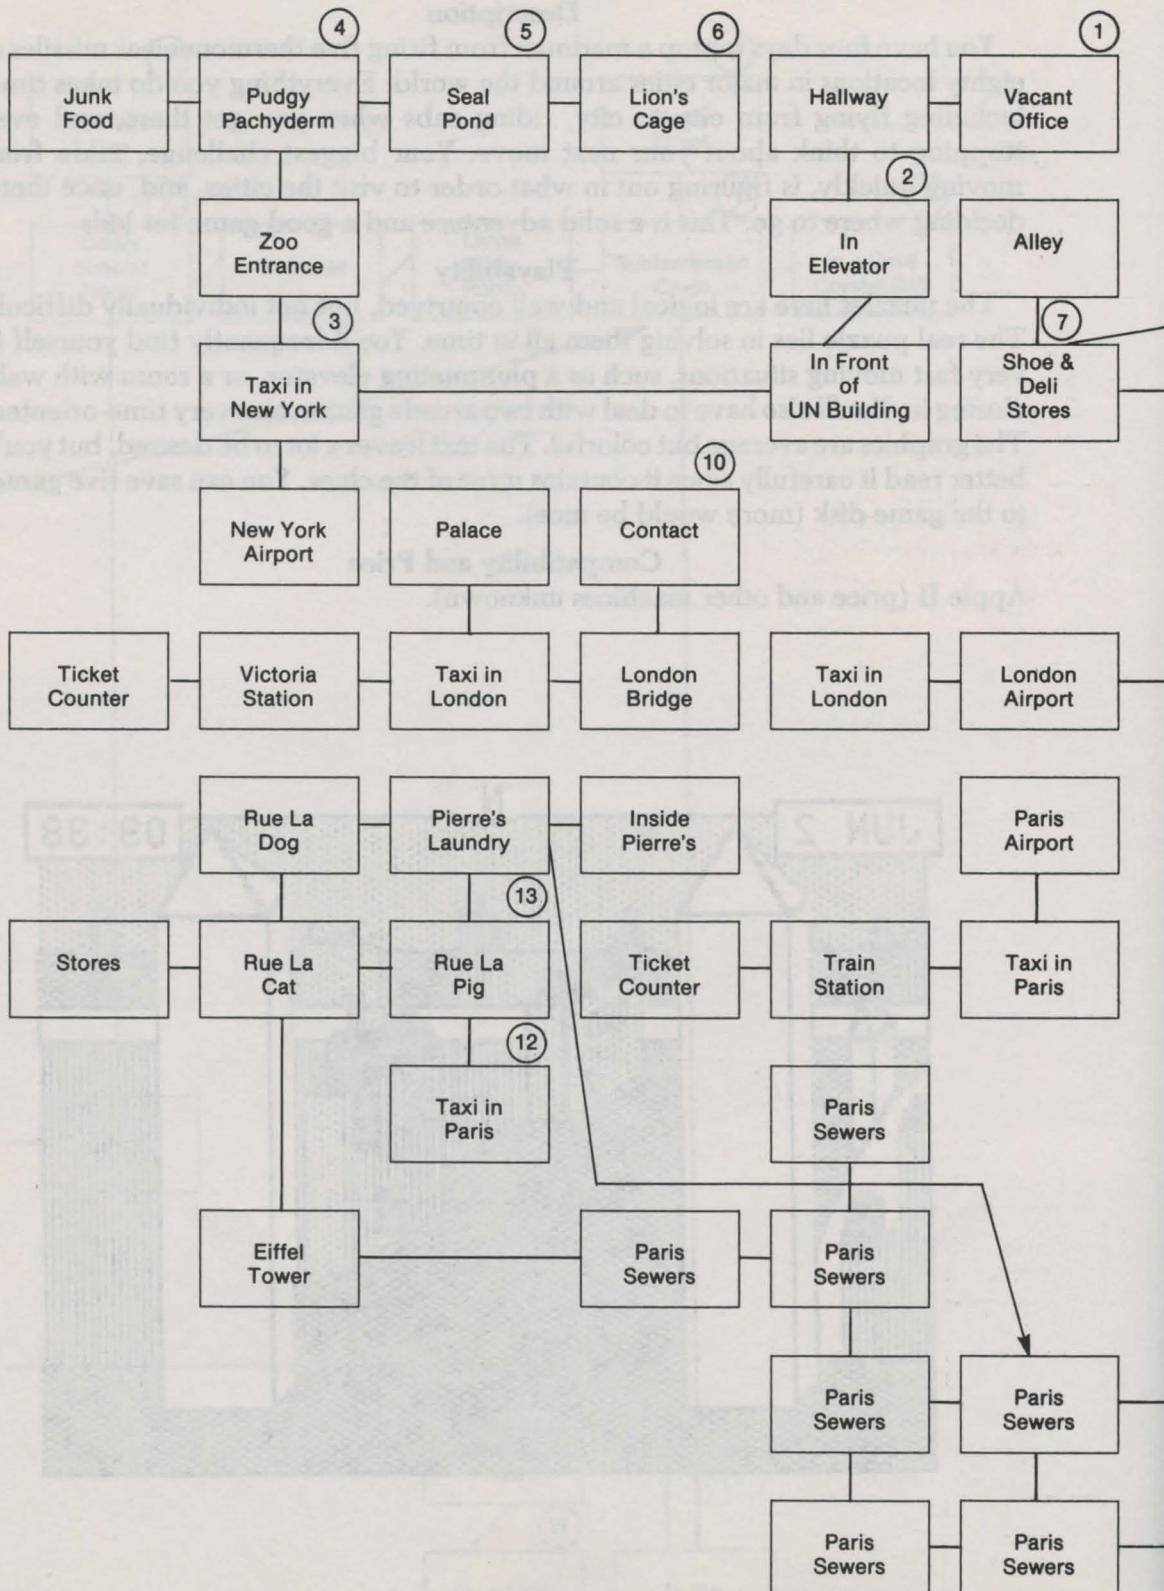 4
5
6
1
Junk
Food
Pudgy
Pachyderm
Seal
Pond
Lion's
Cage
Hallway
Vacant
Office
2
Zoo
Entrance
In
Elevator
Alley
3
7
Taxi in
New York
In Front
of
UN Building
Shoe &
Deli
Stores
10
New York
Airport
Palace
Contact
Ticket
Counter
Victoria
Station
Taxi in
London
London
Bridge
Taxi in
London
London
Airport
Rue La
Dog
Pierre's
Laundry
Inside
Pierre's
Paris
Airport
13
Stores
Rue La
Cat
Rue La
Pig
Ticket
Counter
Train
Station
Taxi in
Paris
12
Taxi in
Paris
Paris
Sewers
Eiffel
Tower
Paris
Sewers
Paris
Sewers
Paris
Sewers
Paris
Sewers
Paris
Sewers
Paris
Sewers